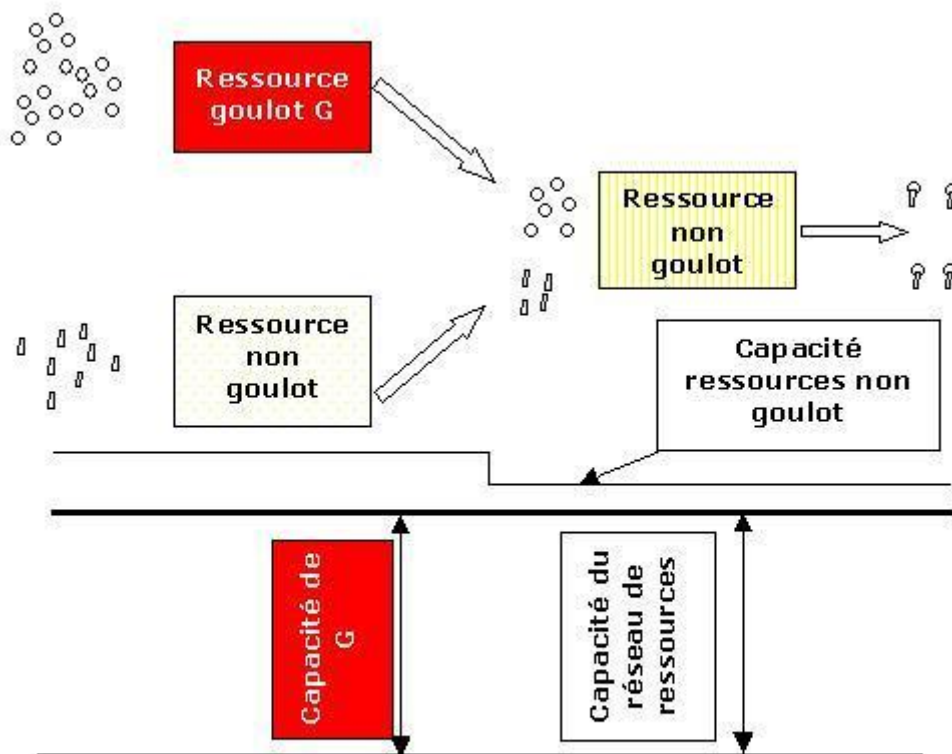 Ressource
goulot G
Ressource
non
goulot
Ressource
non
goulot
Capacité
ressources non
goulot
Capacité de
G
Capacité du
réseau de
ressources